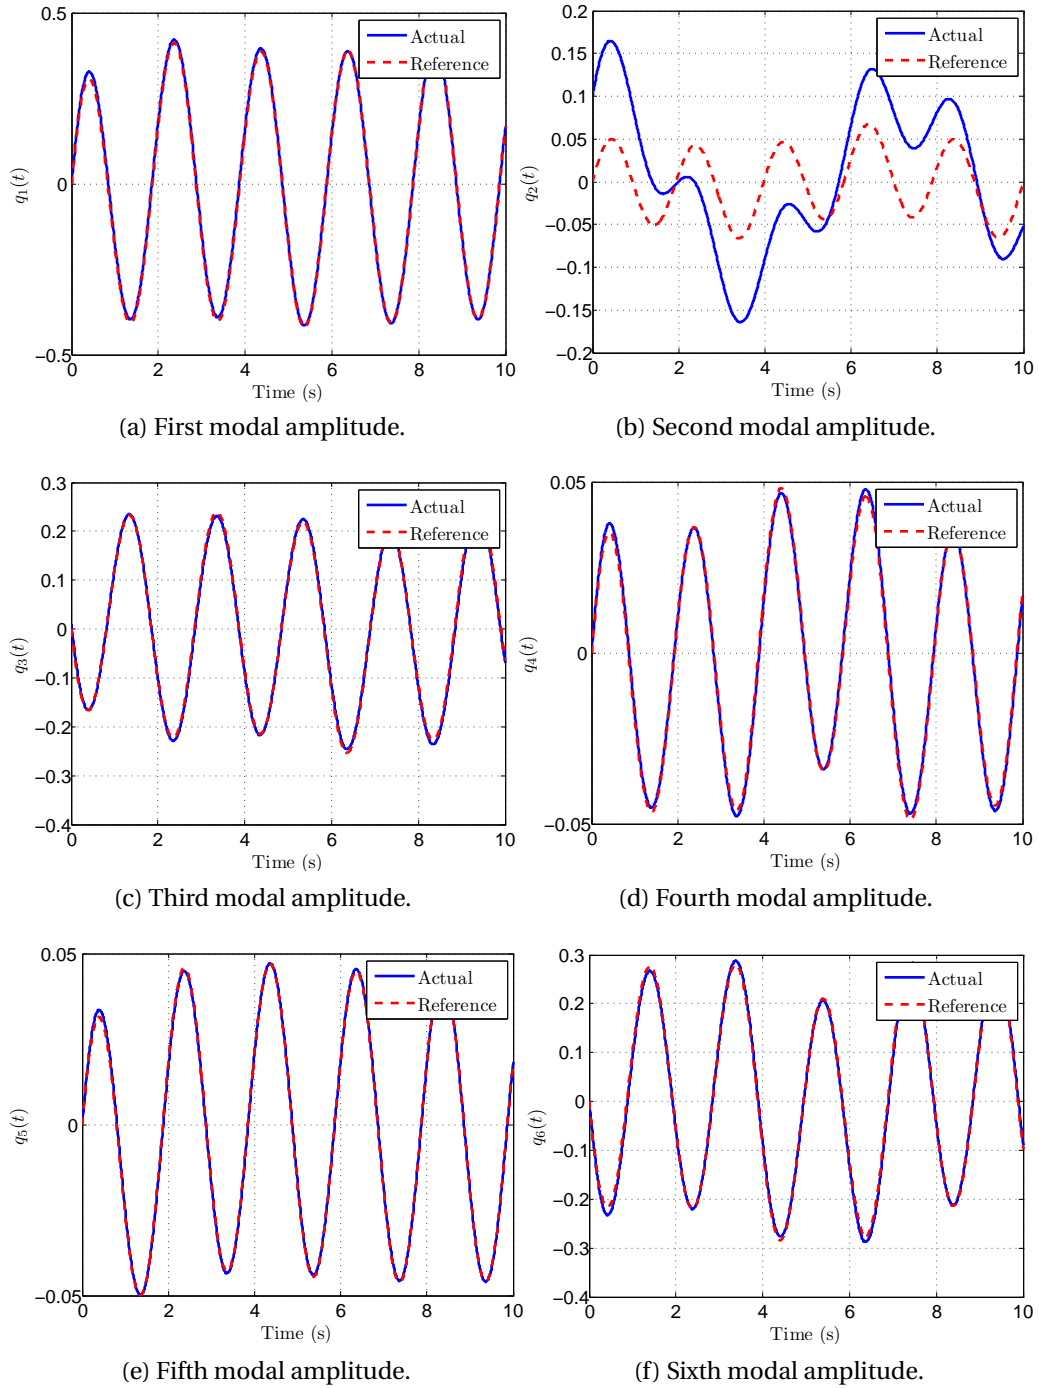 0.5
0
−0.5
q₁(t)
Actual
Reference
0 2 4 6 8 10
Time (s)
(a) First modal amplitude.
0.2
0.15
0.1
0.05
0
−0.05
−0.1
−0.15
−0.2
q₂(t)
Actual
Reference
0 2 4 6 8 10
Time (s)
(b) Second modal amplitude.
0.3
0.2
0.1
0
−0.1
−0.2
−0.3
−0.4
q₃(t)
Actual
Reference
0 2 4 6 8 10
Time (s)
(c) Third modal amplitude.
0.05
0
−0.05
q₄(t)
Actual
Reference
0 2 4 6 8 10
Time (s)
(d) Fourth modal amplitude.
0.05
0
−0.05
q₅(t)
Actual
Reference
0 2 4 6 8 10
Time (s)
(e) Fifth modal amplitude.
0.3
0.2
0.1
0
−0.1
−0.2
−0.3
−0.4
q₆(t)
Actual
Reference
0 2 4 6 8 10
Time (s)
(f) Sixth modal amplitude.